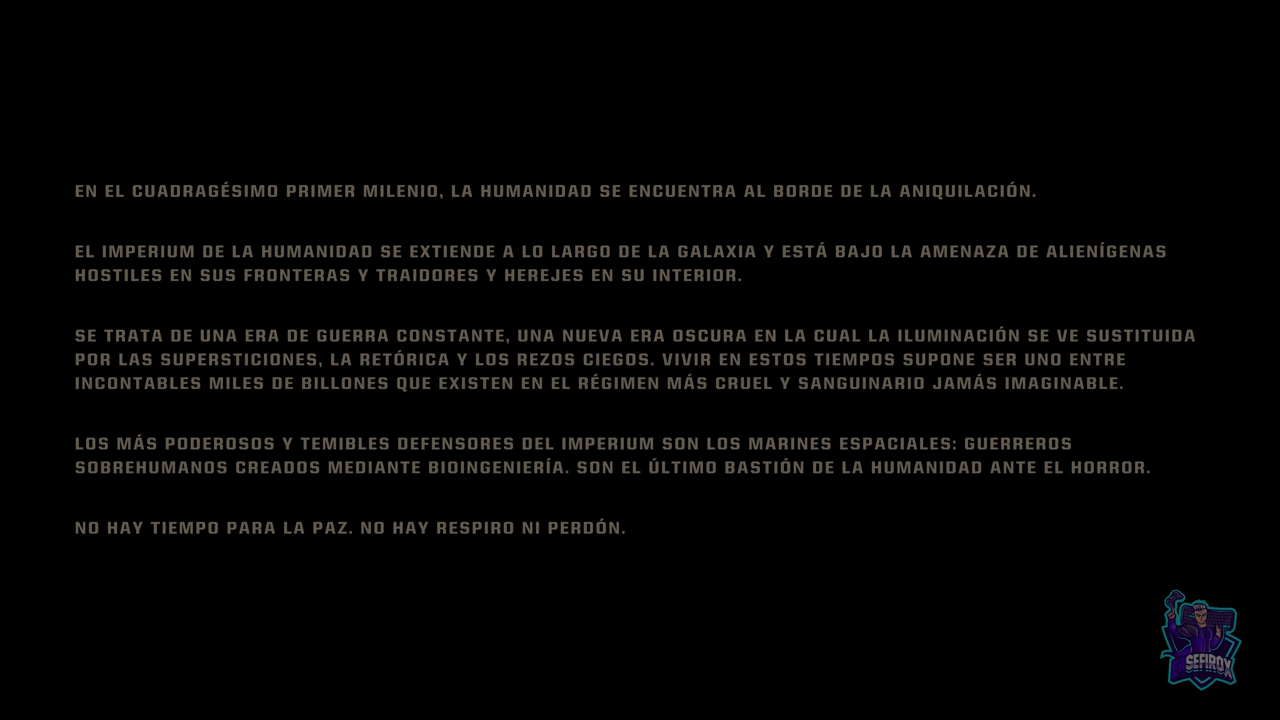 EN EL CUADRAGÉSIMO PRIMER MILENIO, LA HUMANIDAD SE ENCUENTRA AL BORDE DE LA ANIQUILACIÓN.
EL IMPERIUM DE LA HUMANIDAD SE EXTIENDE A LO LARGO DE LA GALAXIA Y ESTÁ BAJO LA AMENAZA DE ALIENÍGENAS
HOSTILES EN SUS FRONTERAS Y TRAIDORES Y HEREJES EN SU INTERIOR.
SE TRATA DE UNA ERA DE GUERRA CONSTANTE, UNA NUEVA ERA OSCURA EN LA CUAL LA ILUMINACIÓN SE VE SUSTITUIDA
POR LAS SUPERSTICIONES, LA RETÓRICA Y LOS REZOS CIEGOS. VIVIR EN ESTOS TIEMPOS SUPONE SER UNO ENTRE
INCONTABLES MILES DE BILLONES QUE EXISTEN EN EL RÉGIMEN MÁS CRUEL Y SANGUINARIO JAMÁS IMAGINABLE.
LOS MÁS PODEROSOS Y TEMIBLES DEFENSORES DEL IMPERIUM SON LOS MARINES ESPACIALES: GUERREROS
SOBREHUMANOS CREADOS MEDIANTE BIOINGENIERÍA. SON EL ÚLTIMO BASTIÓN DE LA HUMANIDAD ANTE EL HORROR.
NO HAY TIEMPO PARA LA PAZ. NO HAY RESPIRO NI PERDÓN.
SEFIROX